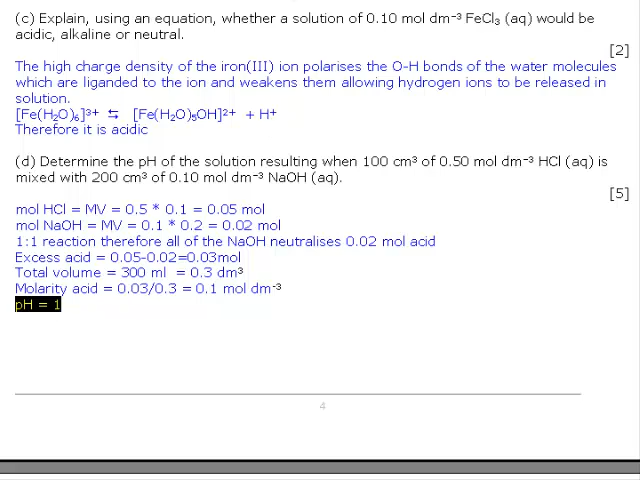 (c) Explain, using an equation, whether a solution of 0.10 mol dm⁻³ FeCl₃ (aq) would be
acidic, alkaline or neutral.
[2]
The high charge density of the iron(III) ion polarises the O-H bonds of the water molecules
which are liganded to the ion and weakens them allowing hydrogen ions to be released in
solution.
[Fe(H₂O)₆]³⁺ ⇆ [Fe(H₂O)₅OH]²⁺ + H⁺
Therefore it is acidic
(d) Determine the pH of the solution resulting when 100 cm³ of 0.50 mol dm⁻³ HCl (aq) is
mixed with 200 cm³ of 0.10 mol dm⁻³ NaOH (aq).
[5]
mol HCl = MV = 0.5 * 0.1 = 0.05 mol
mol NaOH = MV = 0.1 * 0.2 = 0.02 mol
1:1 reaction therefore all of the NaOH neutralises 0.02 mol acid
Excess acid = 0.05-0.02=0.03mol
Total volume = 300 ml = 0.3 dm³
Molarity acid = 0.03/0.3 = 0.1 mol dm⁻³
pH = 1
4